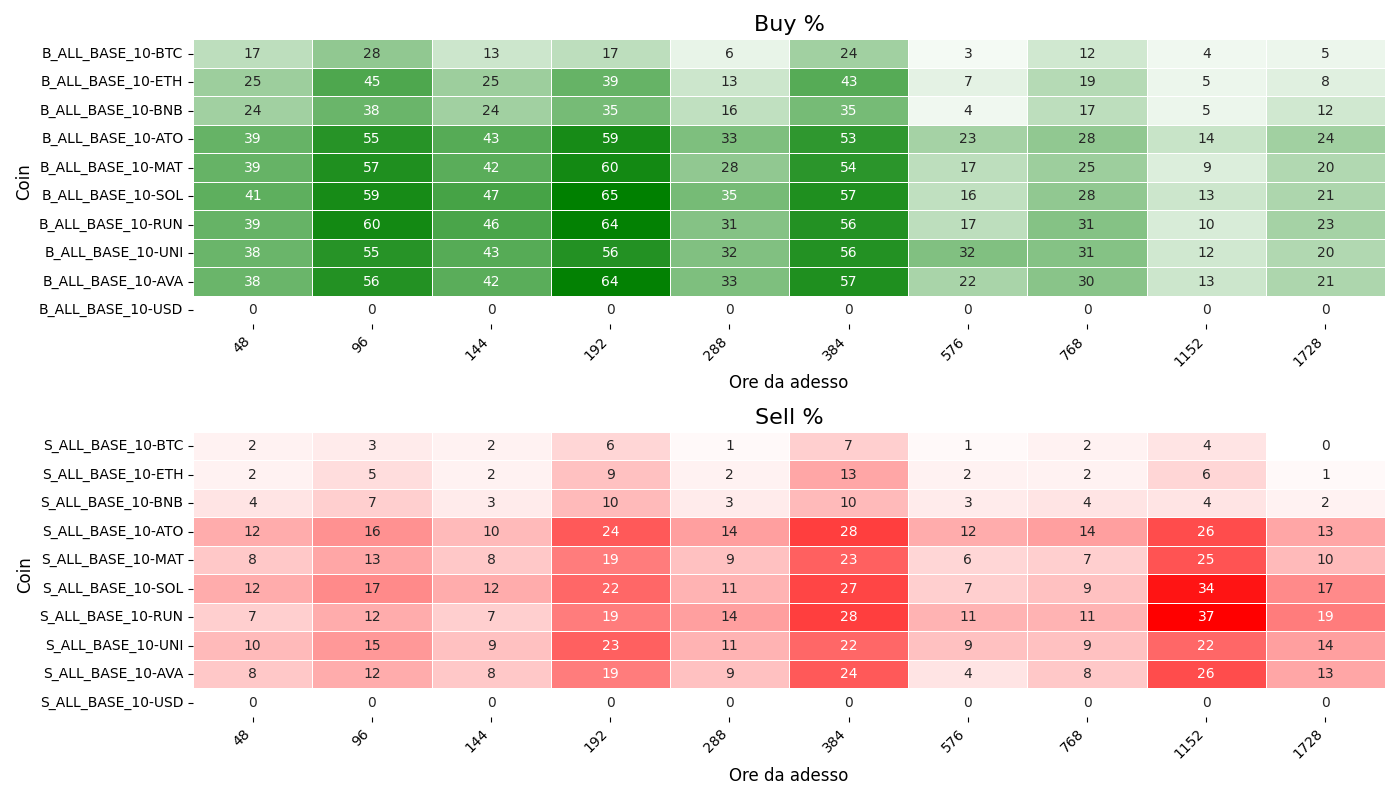 Buy %
Coin
B_ALL_BASE_10-BTC 17 28 13 17 6 24 3 12 4 5
B_ALL_BASE_10-ETH 25 45 25 39 13 43 7 19 5 8
B_ALL_BASE_10-BNB 24 38 24 35 16 35 4 17 5 12
B_ALL_BASE_10-ATO 39 55 43 59 33 53 23 28 14 24
B_ALL_BASE_10-MAT 39 57 42 60 28 54 17 25 9 20
B_ALL_BASE_10-SOL 41 59 47 65 35 57 16 28 13 21
B_ALL_BASE_10-RUN 39 60 46 64 31 56 17 31 10 23
B_ALL_BASE_10-UNI 38 55 43 56 32 56 32 31 12 20
B_ALL_BASE_10-AVA 38 56 42 64 33 57 22 30 13 21
B_ALL_BASE_10-USD 0 0 0 0 0 0 0 0 0 0
48 96 144 192 288 384 576 768 1152 1728
Ore da adesso
Sell %
Coin
S_ALL_BASE_10-BTC 2 3 2 6 1 7 1 2 4 0
S_ALL_BASE_10-ETH 2 5 2 9 2 13 2 2 6 1
S_ALL_BASE_10-BNB 4 7 3 10 3 10 3 4 4 2
S_ALL_BASE_10-ATO 12 16 10 24 14 28 12 14 26 13
S_ALL_BASE_10-MAT 8 13 8 19 9 23 6 7 25 10
S_ALL_BASE_10-SOL 12 17 12 22 11 27 7 9 34 17
S_ALL_BASE_10-RUN 7 12 7 19 14 28 11 11 37 19
S_ALL_BASE_10-UNI 10 15 9 23 11 22 9 9 22 14
S_ALL_BASE_10-AVA 8 12 8 19 9 24 4 8 26 13
S_ALL_BASE_10-USD 0 0 0 0 0 0 0 0 0 0
48 96 144 192 288 384 576 768 1152 1728
Ore da adesso